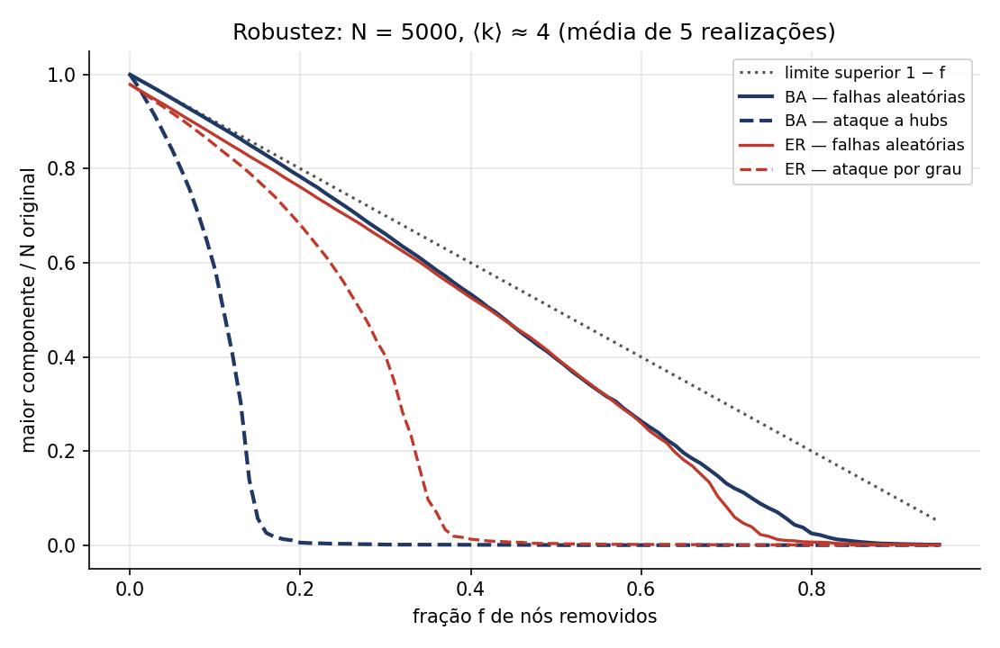 Robustez: N = 5000, ⟨k⟩ ≈ 4 (média de 5 realizações)
limite superior 1 − f
BA — falhas aleatórias
BA — ataque a hubs
ER — falhas aleatórias
ER — ataque por grau
maior componente / N original
1.0
0.8
0.6
0.4
0.2
0.0
0.0 0.2 0.4 0.6 0.8
fração f de nós removidos